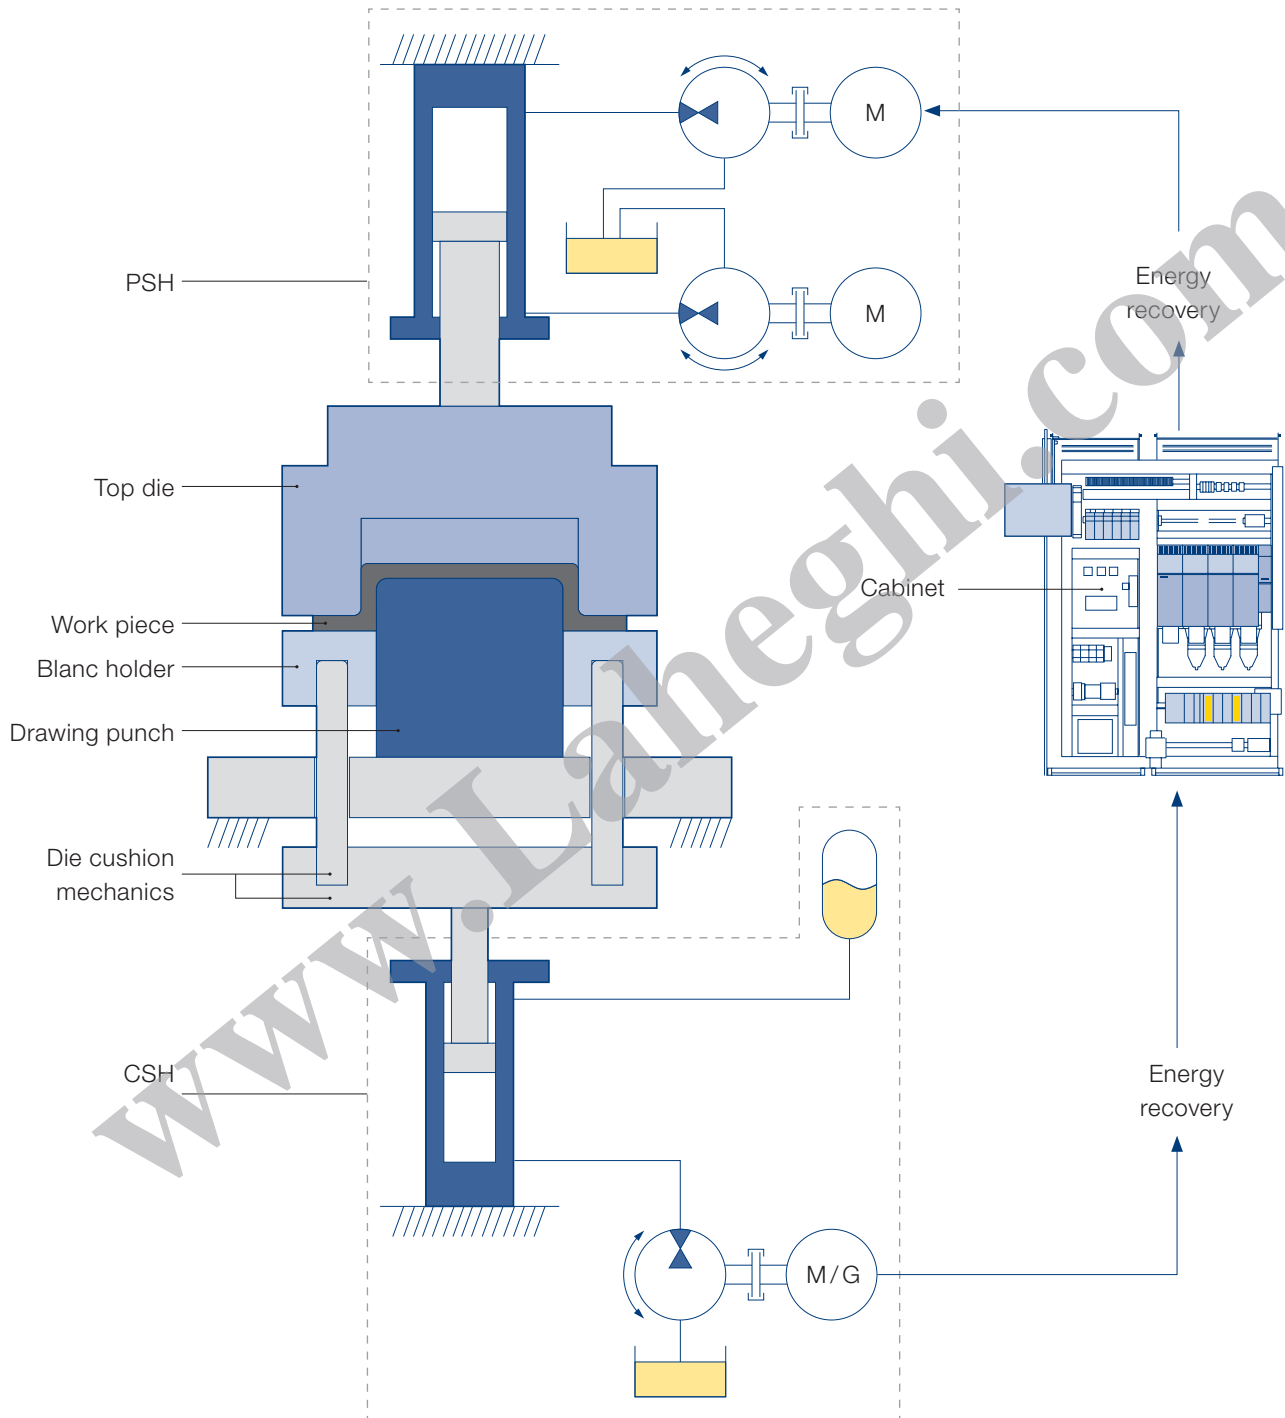 M
PSH
Energy
recovery
M
Top die
Cabinet
Work piece
Blanc holder
Drawing punch
Die cushion
mechanics
CSH
Energy
recovery
M/G
www.Laheghi.com